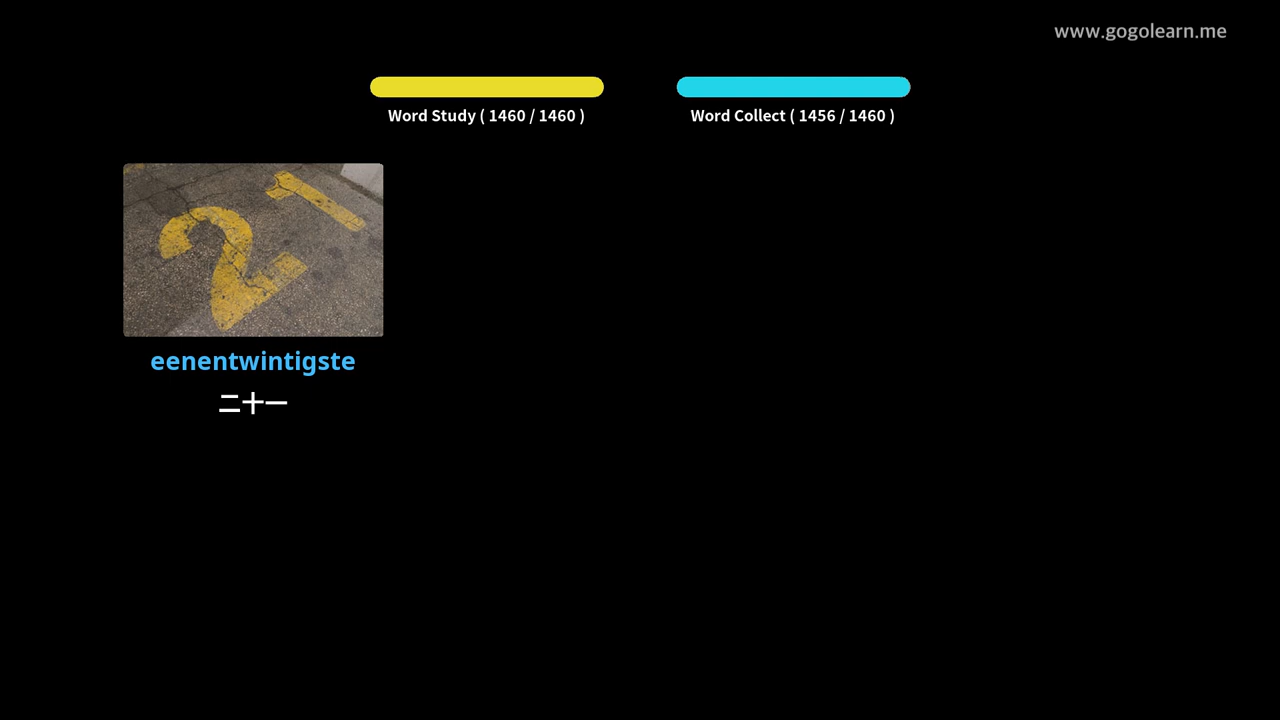 www.gogolearn.me
Word Study ( 1460 / 1460 )
Word Collect ( 1456 / 1460 )
21
eenentwintigste
二十一